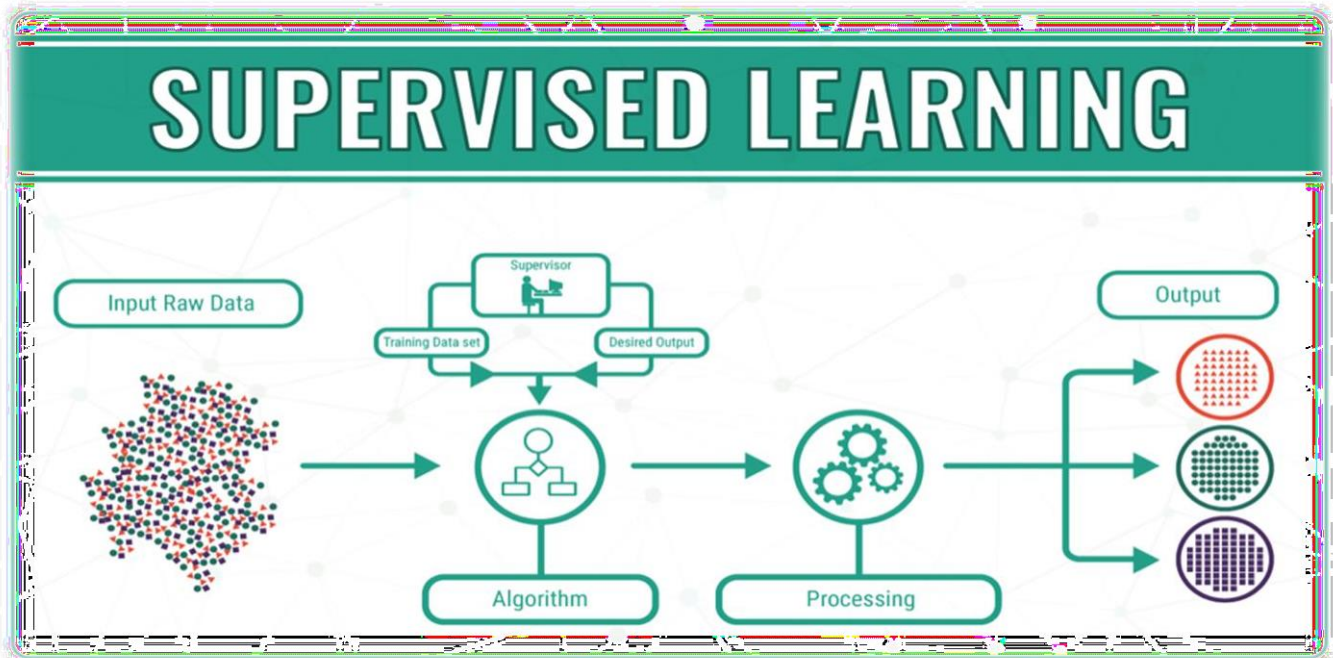 SUPERVISED LEARNING
Input Raw Data
Supervisor
Training Data set
Desired Output
Algorithm
Processing
Output